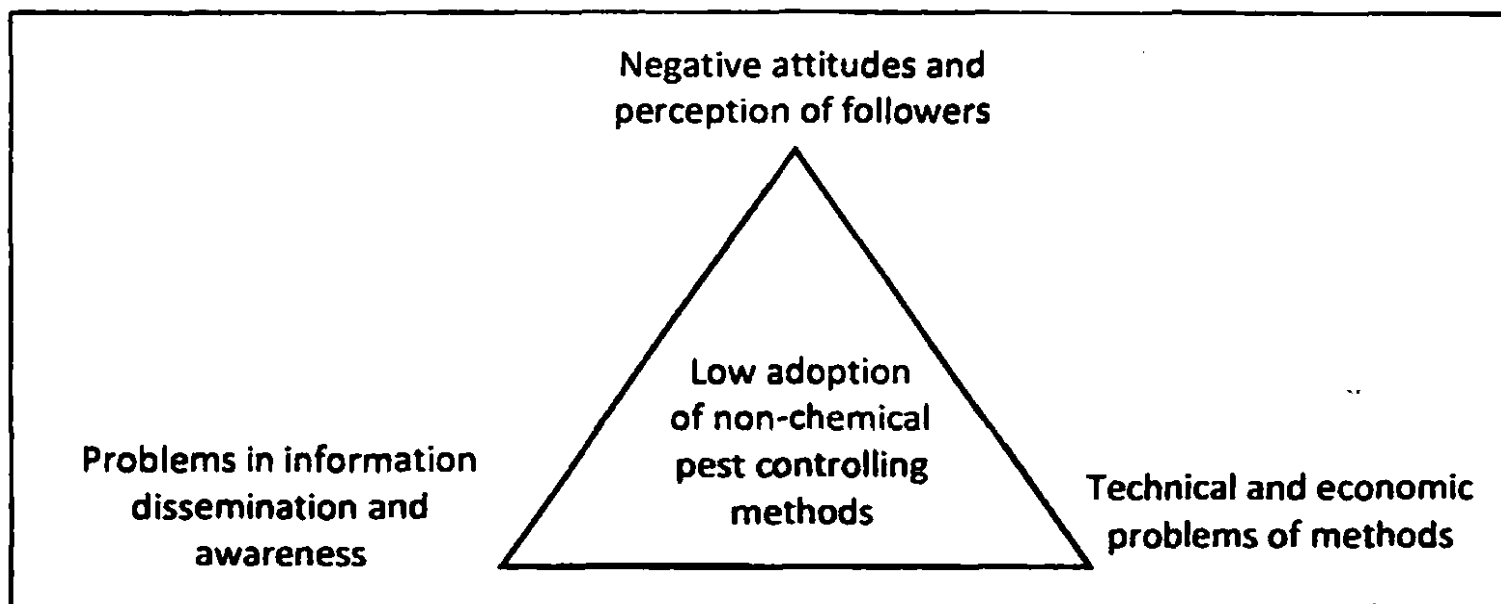 Negative attitudes and
perception of followers
Low adoption
of non-chemical
pest controlling
methods
Problems in information
dissemination and
awareness
Technical and economic
problems of methods